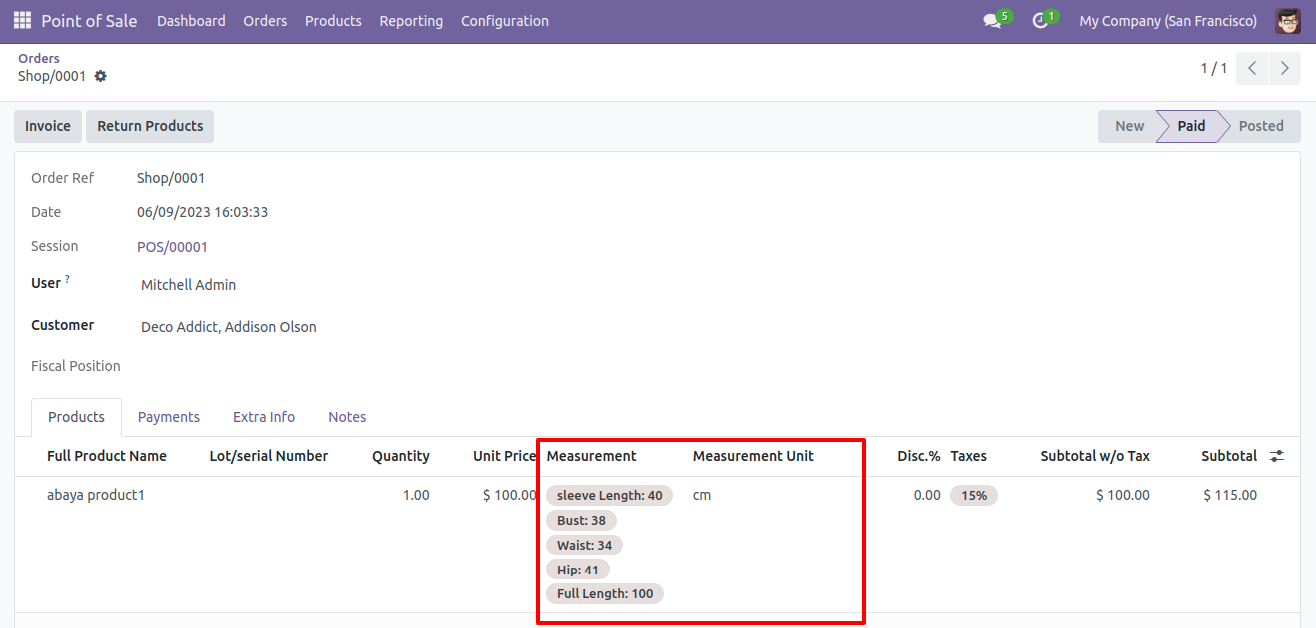 Point of Sale Dashboard Orders Products Reporting Configuration 5 1 My Company (San Francisco)
Orders
Shop/0001 1 / 1
Invoice Return Products New Paid Posted
Order Ref Shop/0001
Date 06/09/2023 16:03:33
Session POS/00001
User ? Mitchell Admin
Customer Deco Addict, Addison Olson
Fiscal Position
Products Payments Extra Info Notes
Full Product Name Lot/serial Number Quantity Unit Price Measurement Measurement Unit Disc.% Taxes Subtotal w/o Tax Subtotal
abaya product1 1.00 $ 100.00 sleeve Length: 40 cm 0.00 15% $ 100.00 $ 115.00
Bust: 38
Waist: 34
Hip: 41
Full Length: 100